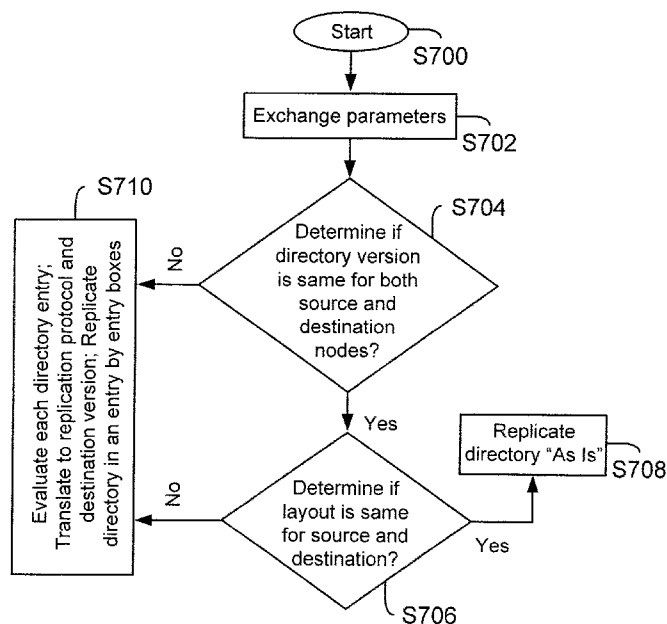 Start
S700
Exchange parameters
S702
S710
S704
Determine if
directory version
is same for both
source and
destination
nodes?
No
Evaluate each directory entry;
Translate to replication protocol and
destination version; Replicate
directory in an entry by entry boxes
Yes
Replicate
directory “As Is”
S708
Determine if
layout is same
for source and
destination?
No
Yes
S706